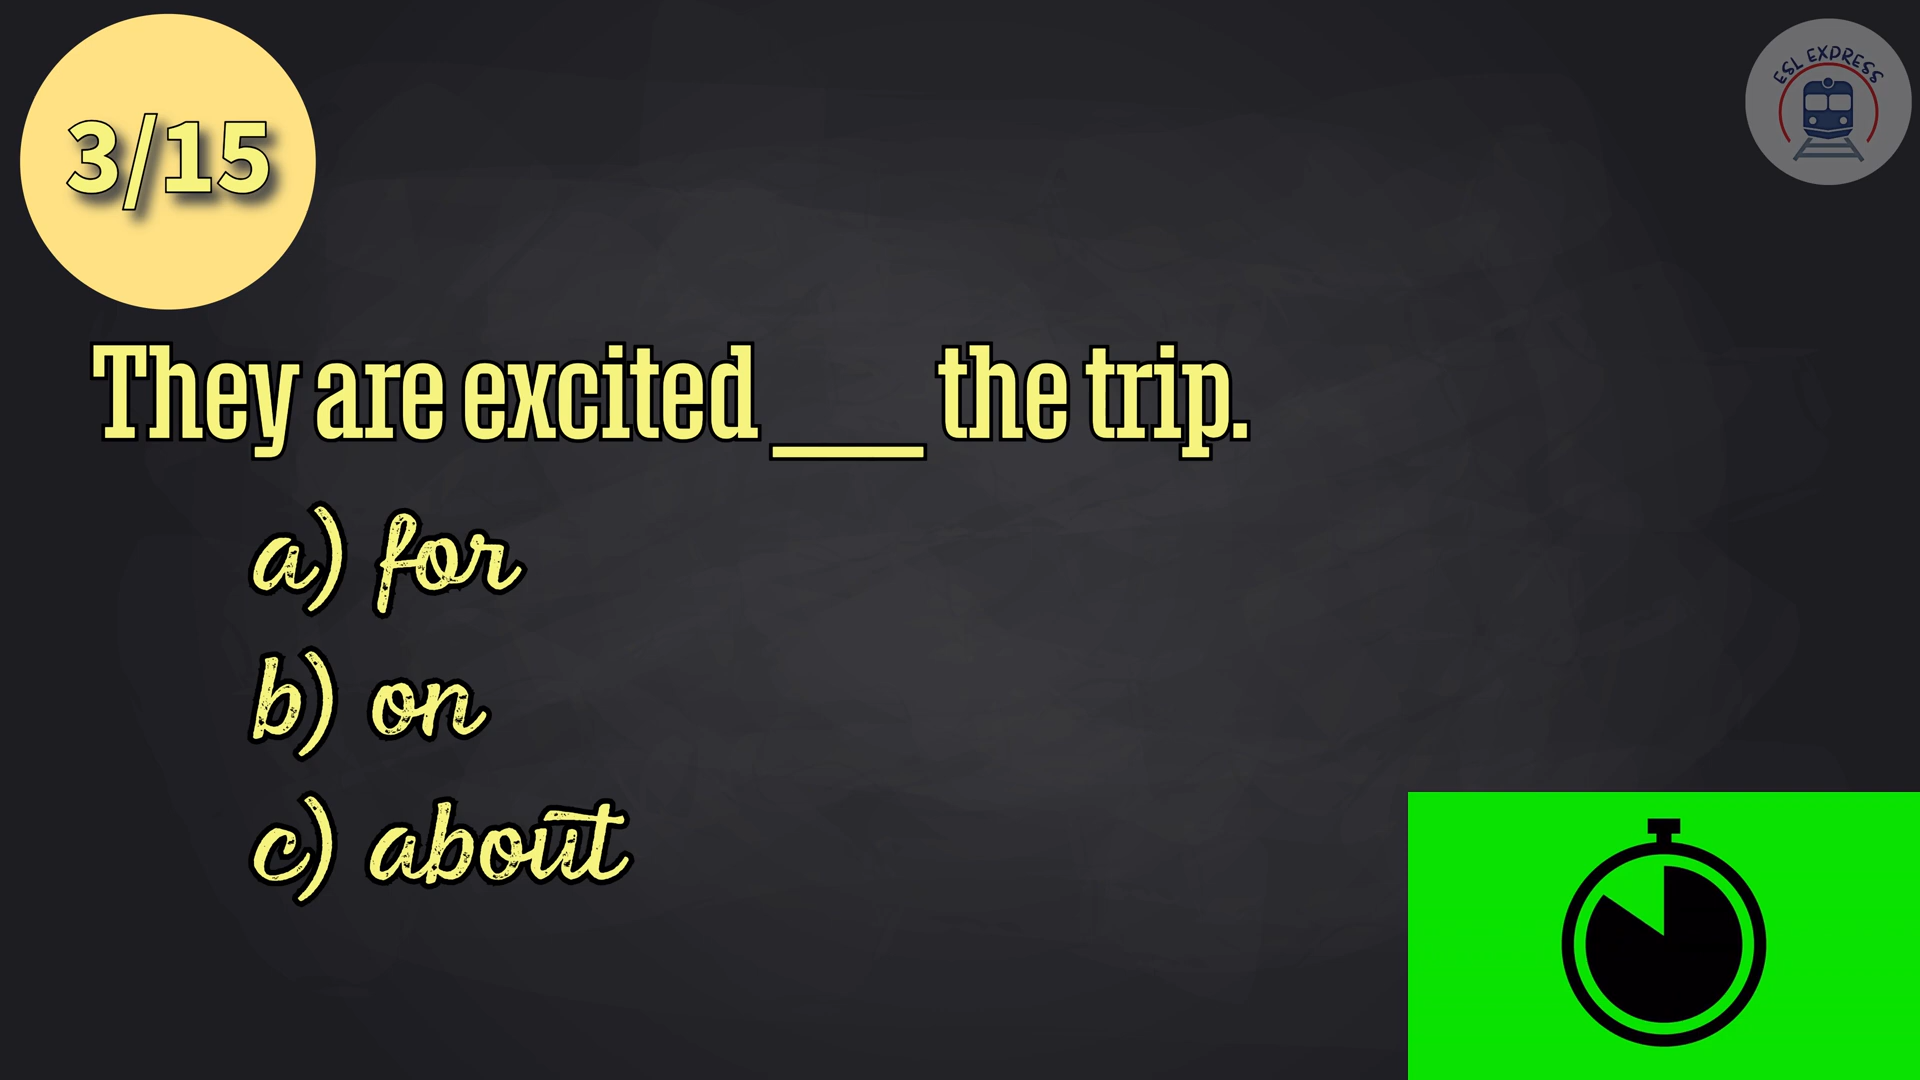 3/15
ESL EXPRESS
They are excited ___ the trip.
a) for
b) on
c) about